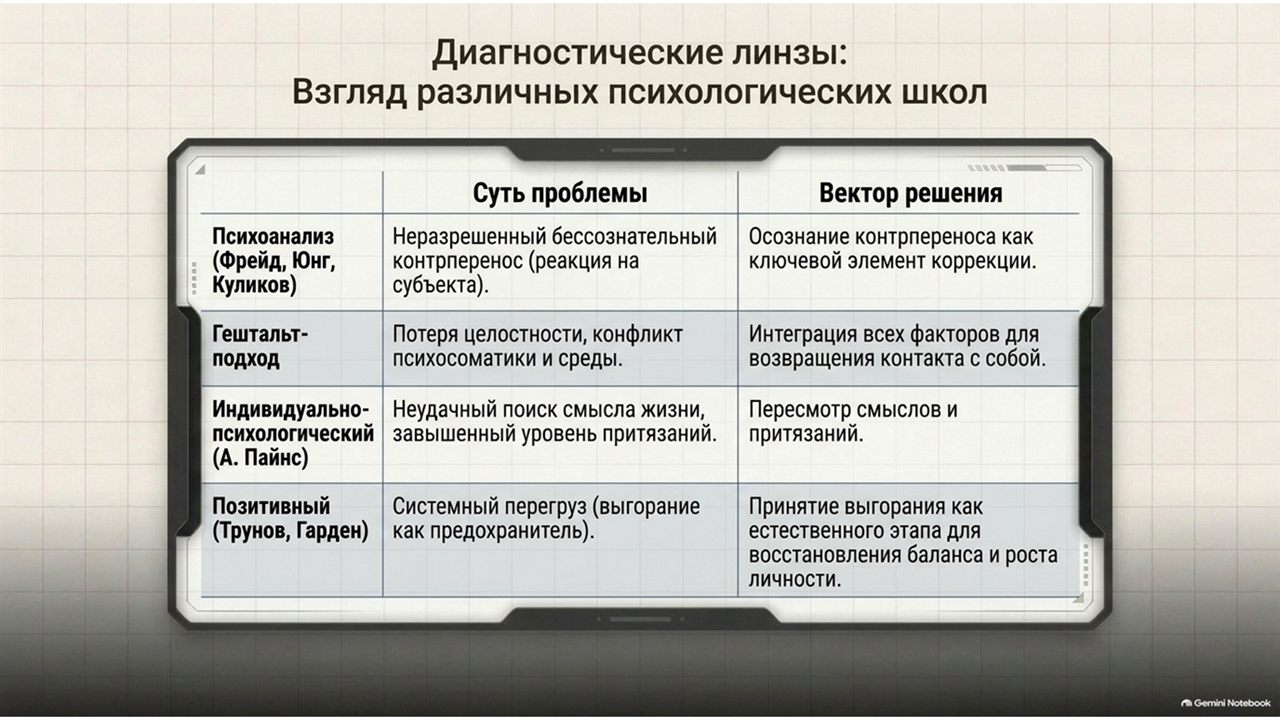 Диагностические линзы:
Взгляд различных психологических школ
Суть проблемы
Вектор решения
Психоанализ
(Фрейд, Юнг,
Куликов)
Неразрешенный бессознательный
контрперенос (реакция на
субъекта).
Осознание контрпереноса как
ключевой элемент коррекции.
Гештальт-
подход
Потеря целостности, конфликт
психосоматики и среды.
Интеграция всех факторов для
возвращения контакта с собой.
Индивидуально-
психологический
(А. Пайнс)
Неудачный поиск смысла жизни,
завышенный уровень притязаний.
Пересмотр смыслов и
притязаний.
Позитивный
(Трунов, Гарден)
Системный перегруз (выгорание
как предохранитель).
Принятие выгорания как
естественного этапа для
восстановления баланса и роста
личности.
Gemini Notebook